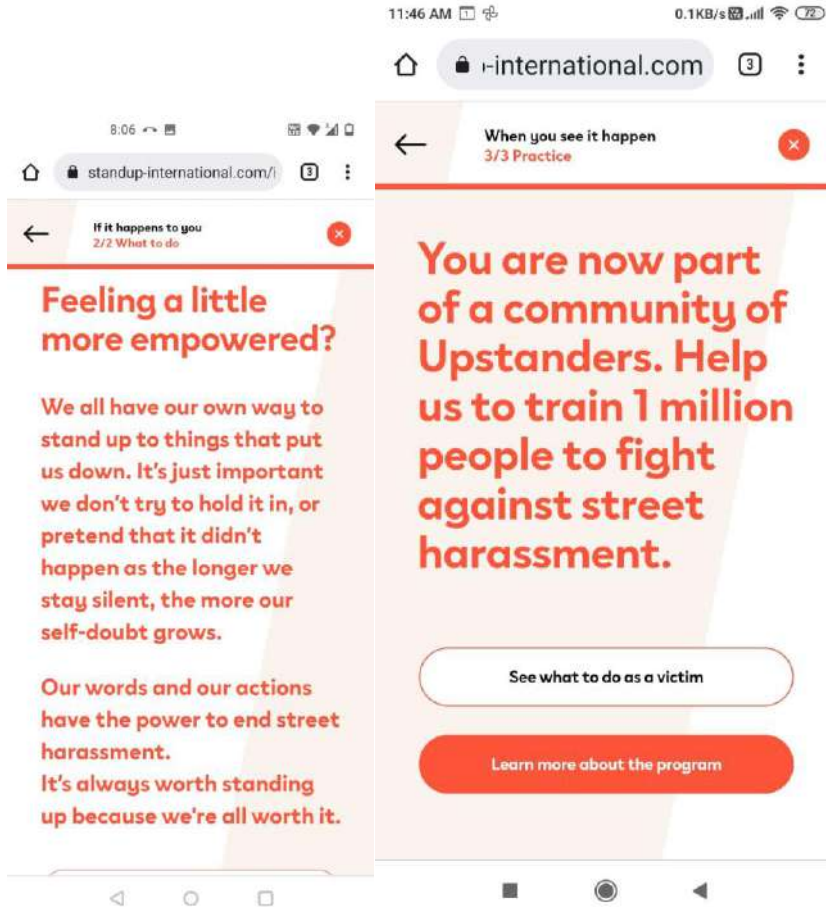 8:06
standup-international.com/i
3
If it happens to you
2/2 What to do
Feeling a little
more empowered?
We all have our own way to
stand up to things that put
us down. It's just important
we don't try to hold it in, or
pretend that it didn't
happen as the longer we
stay silent, the more our
self-doubt grows.
Our words and our actions
have the power to end street
harassment.
It's always worth standing
up because we're all worth it.
11:46 AM
0.1KB/s
72
-international.com
3
When you see it happen
3/3 Practice
You are now part
of a community of
Upstanders. Help
us to train 1 million
people to fight
against street
harassment.
See what to do as a victim
Learn more about the program